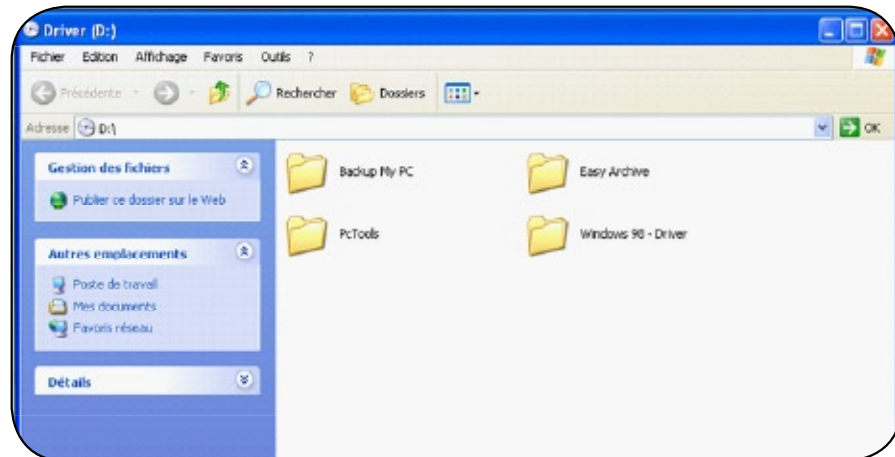 Driver (D:)
Fichier Edition Affichage Favoris Outils ?
Précédente Rechercher Dossiers
Adresse D:\ OK
Gestion des fichiers
Publier ce dossier sur le Web
Autres emplacements
Poste de travail
Mes documents
Favoris réseau
Détails
Backup My PC Easy Archive
PcTools Windows 98 - Driver